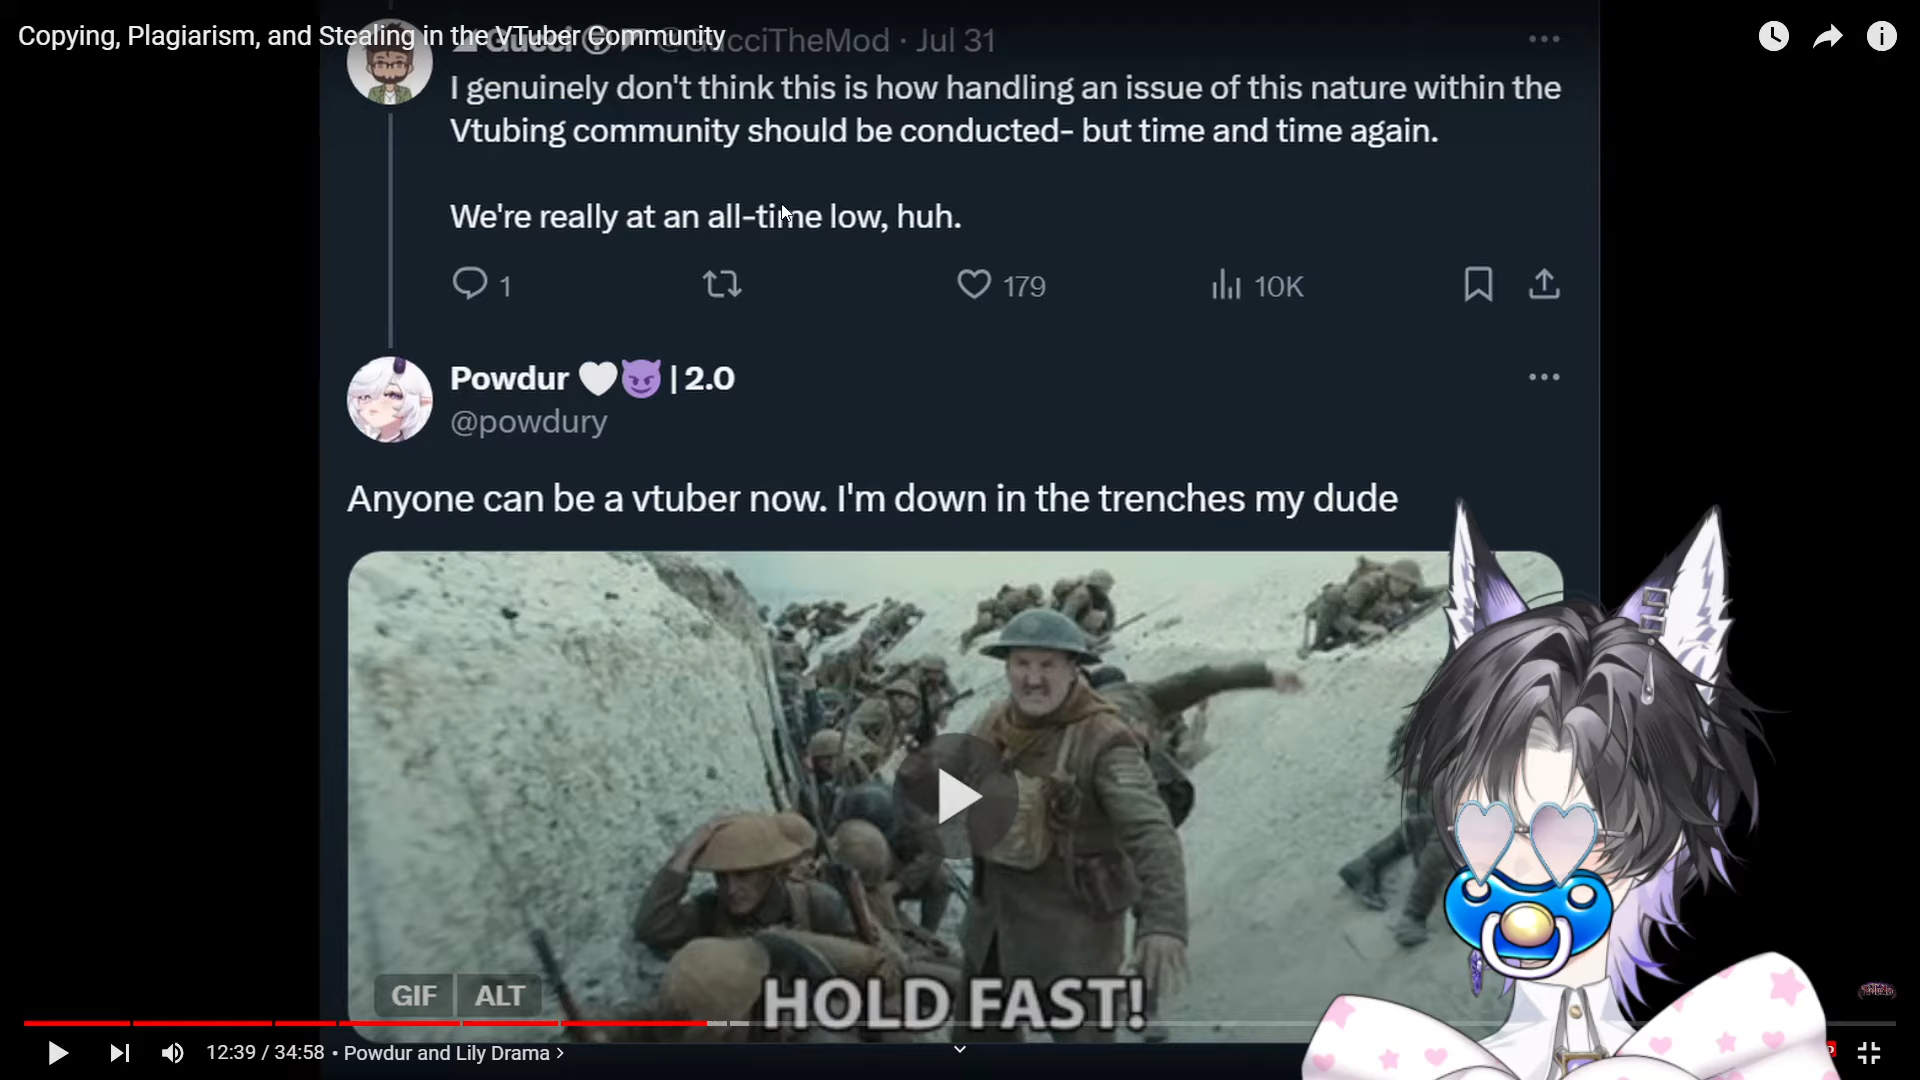 Copying, Plagiarism, and Stealing in the VTuber Community
Gucci @GucciTheMod · Jul 31
I genuinely don't think this is how handling an issue of this nature within the
Vtubing community should be conducted- but time and time again.
We're really at an all-time low, huh.
1 179 10K
Powdur 🤍😈 | 2.0
@powdury
Anyone can be a vtuber now. I'm down in the trenches my dude
GIF ALT
HOLD FAST!
12:39 / 34:58 • Powdur and Lily Drama >